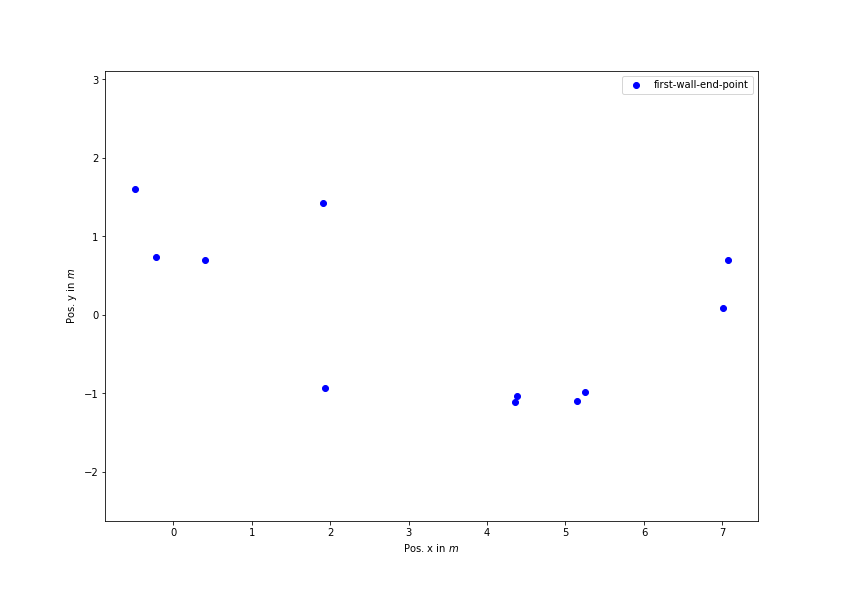 first-wall-end-point
3
2
1
0
−1
−2
Pos. y in m
0 1 2 3 4 5 6 7
Pos. x in m